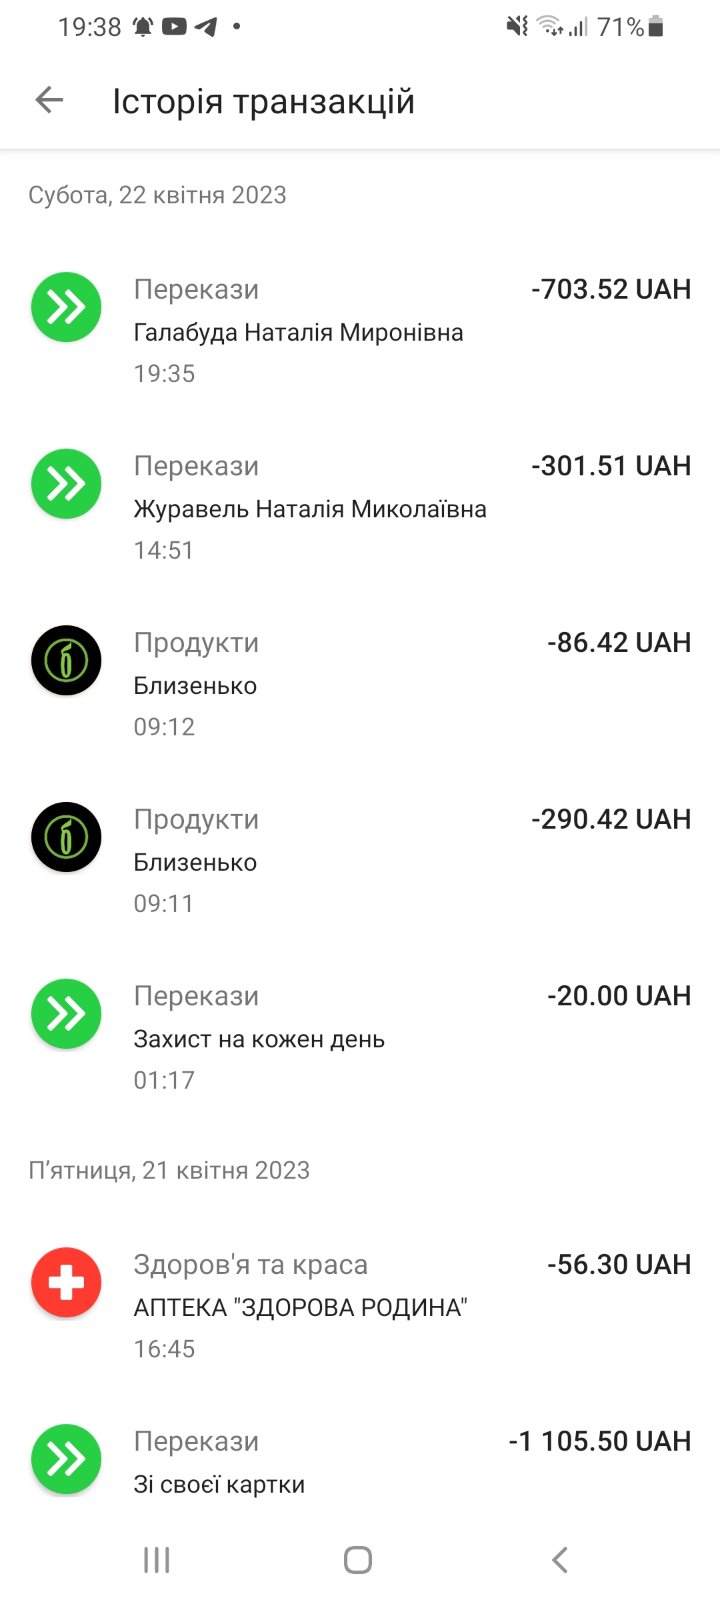 19:38
71%
Історія транзакцій
Субота, 22 квітня 2023
Перекази -703.52 UAH
Галабуда Наталія Миронівна
19:35
Перекази -301.51 UAH
Журавель Наталія Миколаївна
14:51
Продукти -86.42 UAH
Близенько
09:12
Продукти -290.42 UAH
Близенько
09:11
Перекази -20.00 UAH
Захист на кожен день
01:17
П’ятниця, 21 квітня 2023
Здоров'я та краса -56.30 UAH
АПТЕКА "ЗДОРОВА РОДИНА"
16:45
Перекази -1 105.50 UAH
Зі своєї картки